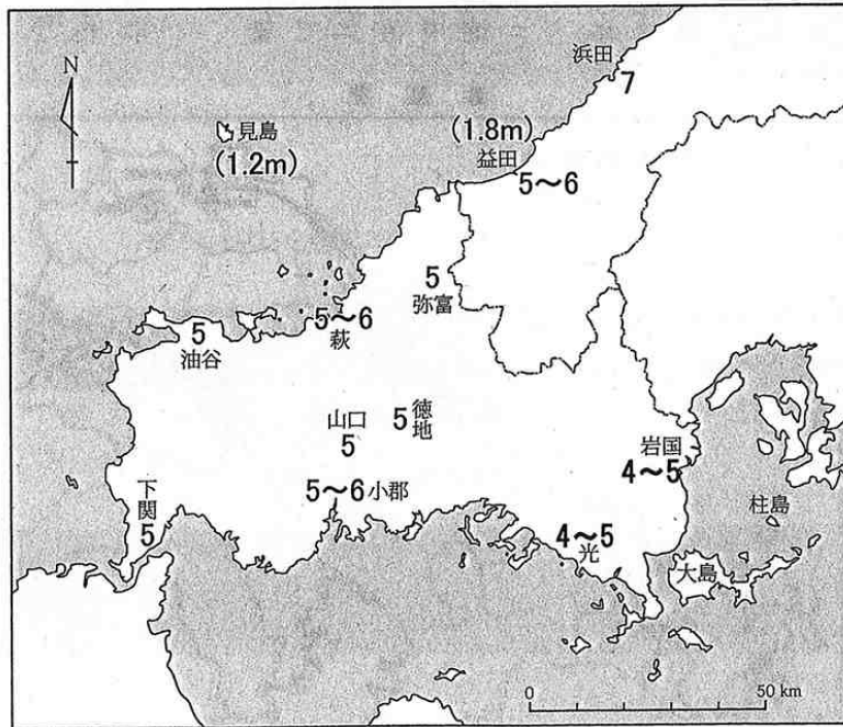 浜田
7
N
見島
(1.2m)
(1.8m)
益田
5〜6
5
弥富
5〜6
萩
5
油谷
山口
5
5
徳地
岩国
4〜5
5〜6 小郡
柱島
下関
5
4〜5
光
大島
0
50 km